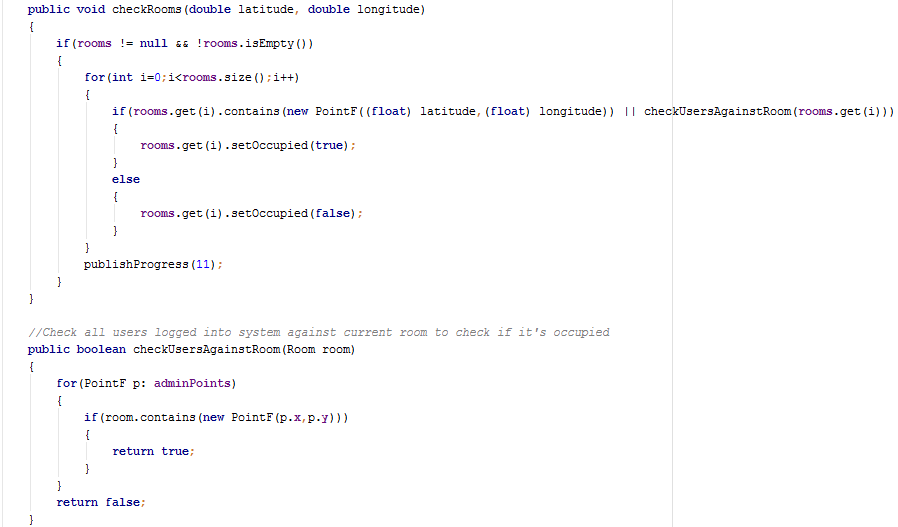 public void checkRooms(double latitude, double longitude)
{
    if(rooms != null && !rooms.isEmpty())
    {
        for(int i=0;i<rooms.size();i++)
        {
            if(rooms.get(i).contains(new PointF((float) latitude,(float) longitude)) || checkUsersAgainstRoom(rooms.get(i)))
            {
                rooms.get(i).setOccupied(true);
            }
            else
            {
                rooms.get(i).setOccupied(false);
            }
        }
        publishProgress(11);
    }
}

//Check all users logged into system against current room to check if it's occupied
public boolean checkUsersAgainstRoom(Room room)
{
    for(PointF p: adminPoints)
    {
        if(room.contains(new PointF(p.x,p.y)))
        {
            return true;
        }
    }
    return false;
}